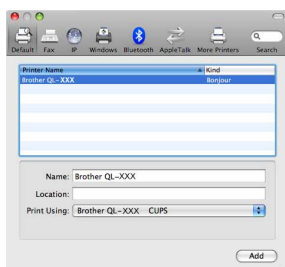 Default Fax IP Windows Bluetooth AppleTalk More Printers Search
Printer Name Kind
Brother QL-XXX Bonjour
Name: Brother QL-XXX
Location:
Print Using: Brother QL-XXX CUPS
Add